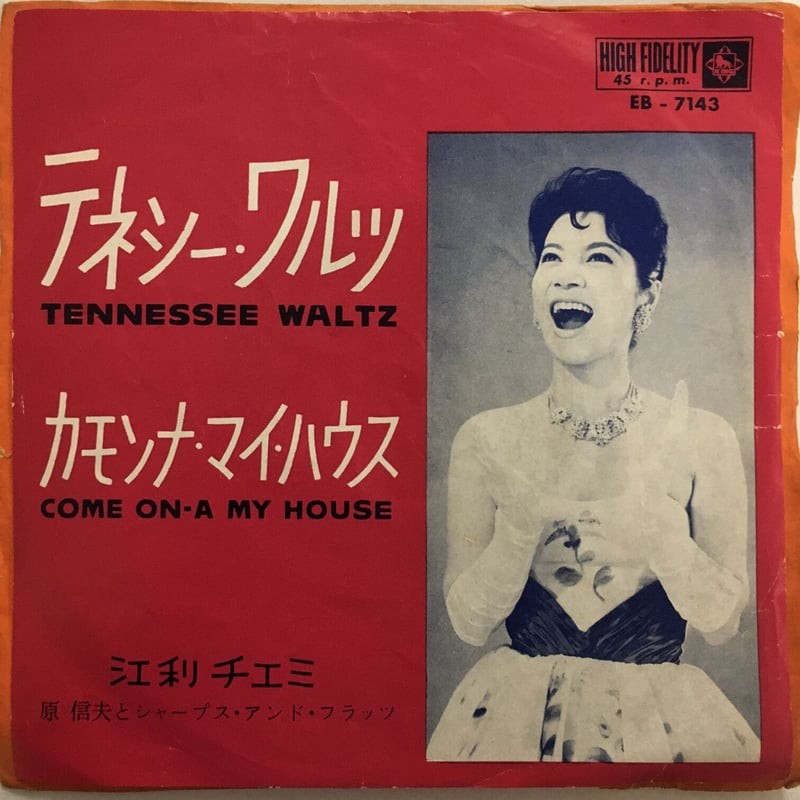 HIGH FIDELITY
45 r.p.m.
EB - 7143
テネシー・ワルツ
TENNESSEE WALTZ
カモンナ・マイ・ハウス
COME ON-A MY HOUSE
江利 チエミ
原 信夫とシャープス・アンド・フラッツ